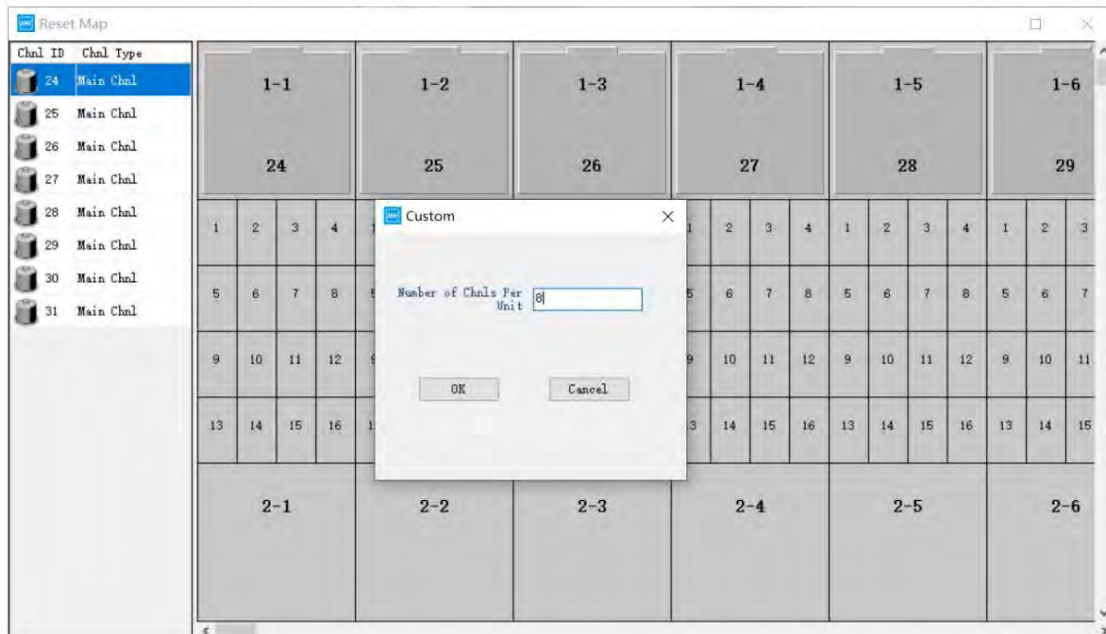 Reset Map
Chnl ID Chnl Type
24 Main Chnl
25 Main Chnl
26 Main Chnl
27 Main Chnl
28 Main Chnl
29 Main Chnl
30 Main Chnl
31 Main Chnl
1-1 1-2 1-3 1-4 1-5 1-6
24 25 26 27 28 29
1 2 3 4 1 2 3 4 1 2 3 4 1 2 3
5 6 7 8 5 6 7 8 5 6 7 8 5 6 7
9 10 11 12 9 10 11 12 9 10 11 12 9 10 11
13 14 15 16 13 14 15 16 13 14 15 16 13 14 15
Custom
Number of Chnls Per
Unit
8
OK Cancel
2-1 2-2 2-3 2-4 2-5 2-6